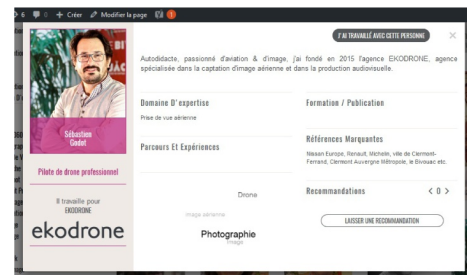 6 0 + Créer Modifier la page
J'AI TRAVAILLÉ AVEC CETTE PERSONNE
Autodidacte, passionné d'aviation & d'image, j'ai fondé en 2015 l'agence EKODRONE, agence
spécialisée dans la captation d'image aérienne et dans la production audiovisuelle.
Sébastien
Godot
Pilote de drone professionnel
Il travaille pour
EKODRONE
ekodrone
Domaine D'expertise
Prise de vue aérienne
Parcours Et Expériences
Drone
Image aérienne
Photographie
Image
Formation / Publication
Références Marquantes
Nissan Europe, Renault, Michelin, ville de Clermont-
Ferrand, Clermont Auvergne Métropole, le Bivouac etc
Recommandations < 0 >
LAISSER UNE RECOMMANDATION